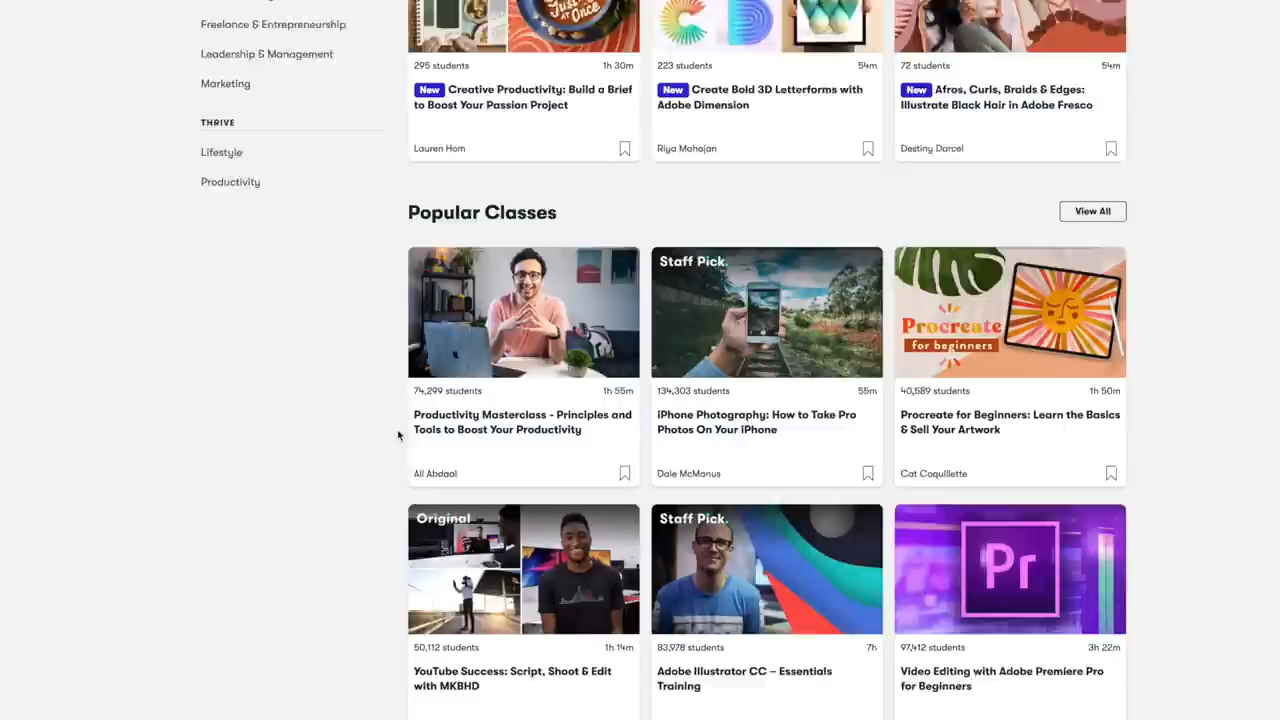 Freelance & Entrepreneurship
Leadership & Management
Marketing
THRIVE
Lifestyle
Productivity
Just
at Once
295 students 1h 30m
New Creative Productivity: Build a Brief
to Boost Your Passion Project
Lauren Hom
223 students 54m
New Create Bold 3D Letterforms with
Adobe Dimension
Riya Mahajan
72 students 54m
New Afros, Curls, Braids & Edges:
Illustrate Black Hair in Adobe Fresco
Destiny Darcel
Popular Classes
View All
74,299 students 1h 55m
Productivity Masterclass - Principles and
Tools to Boost Your Productivity
Ali Abdaal
Staff Pick.
134,303 students 55m
iPhone Photography: How to Take Pro
Photos On Your iPhone
Dale McManus
Procreate
for beginners
40,589 students 1h 50m
Procreate for Beginners: Learn the Basics
& Sell Your Artwork
Cat Coquillette
Original
50,112 students 1h 14m
YouTube Success: Script, Shoot & Edit
with MKBHD
Staff Pick.
83,978 students 7h
Adobe Illustrator CC – Essentials
Training
Pr
97,412 students 3h 22m
Video Editing with Adobe Premiere Pro
for Beginners